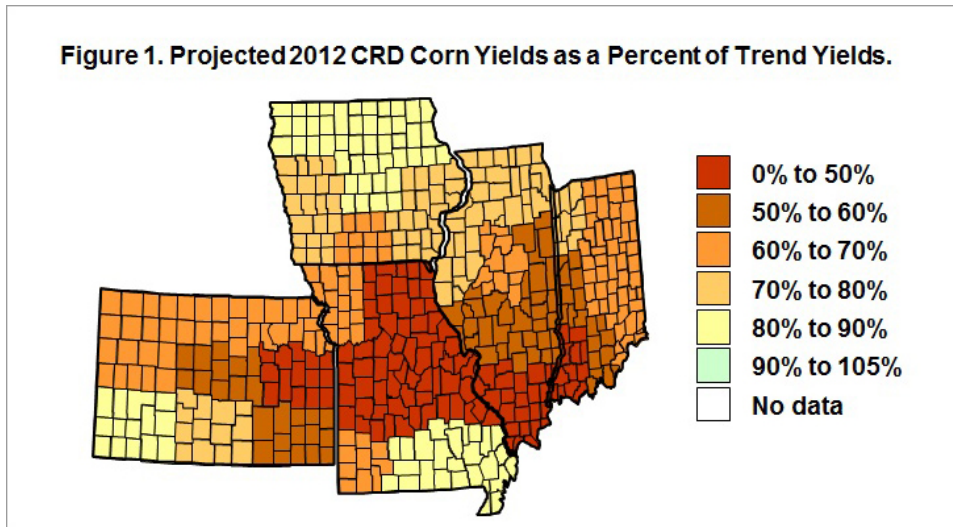 Figure 1. Projected 2012 CRD Corn Yields as a Percent of Trend Yields.
0% to 50%
50% to 60%
60% to 70%
70% to 80%
80% to 90%
90% to 105%
No data